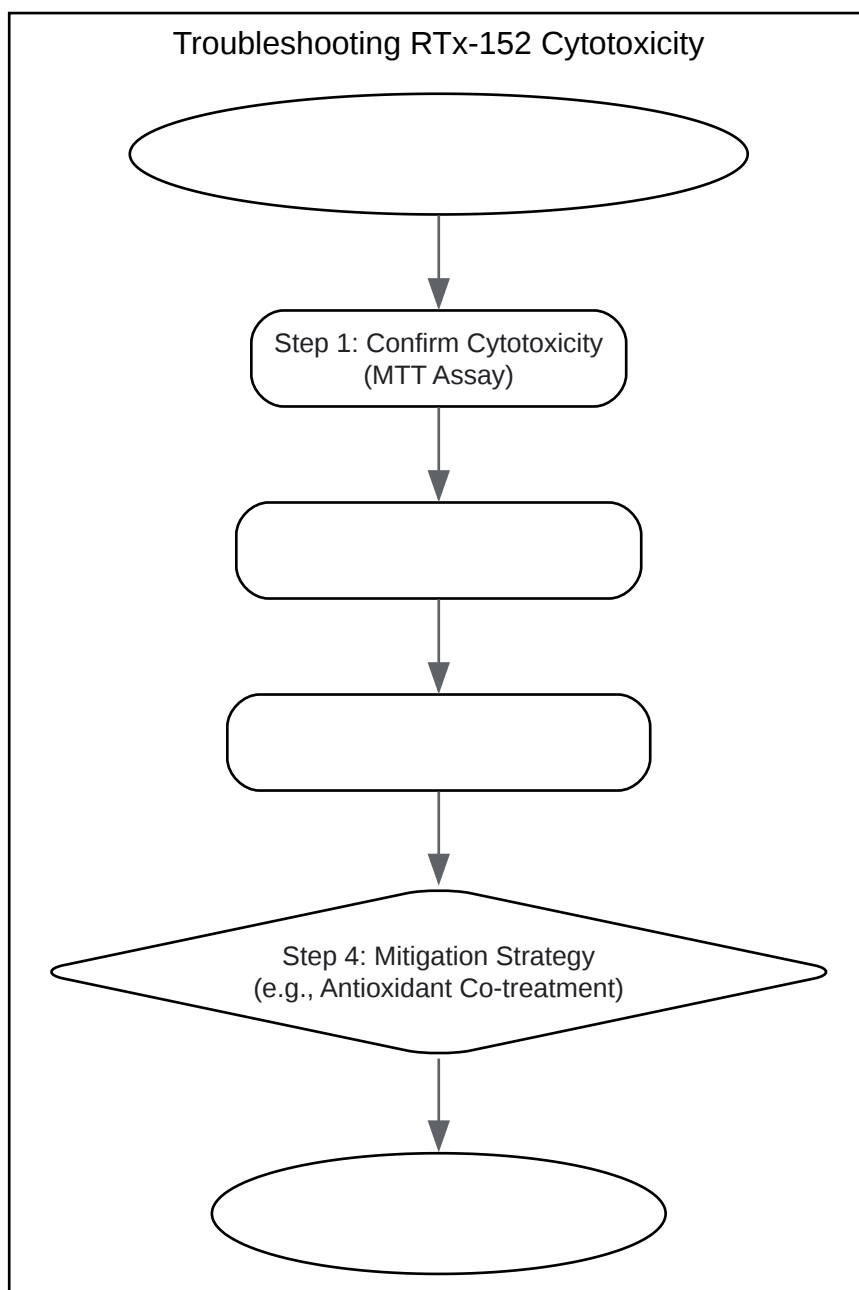 Troubleshooting RTx-152 Cytotoxicity
Step 1: Confirm Cytotoxicity
(MTT Assay)
Step 4: Mitigation Strategy
(e.g., Antioxidant Co-treatment)